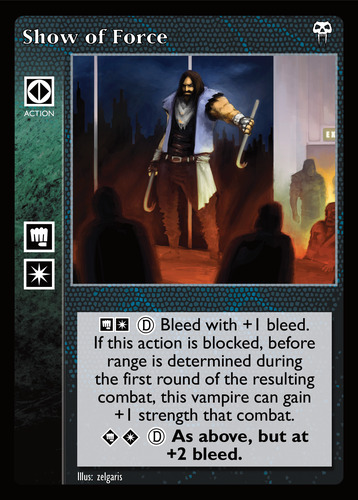 Show of Force
ACTION
D Bleed with +1 bleed.
If this action is blocked, before
range is determined during
the first round of the resulting
combat, this vampire can gain
+1 strength that combat.
D As above, but at
+2 bleed.
Illus: zelgaris